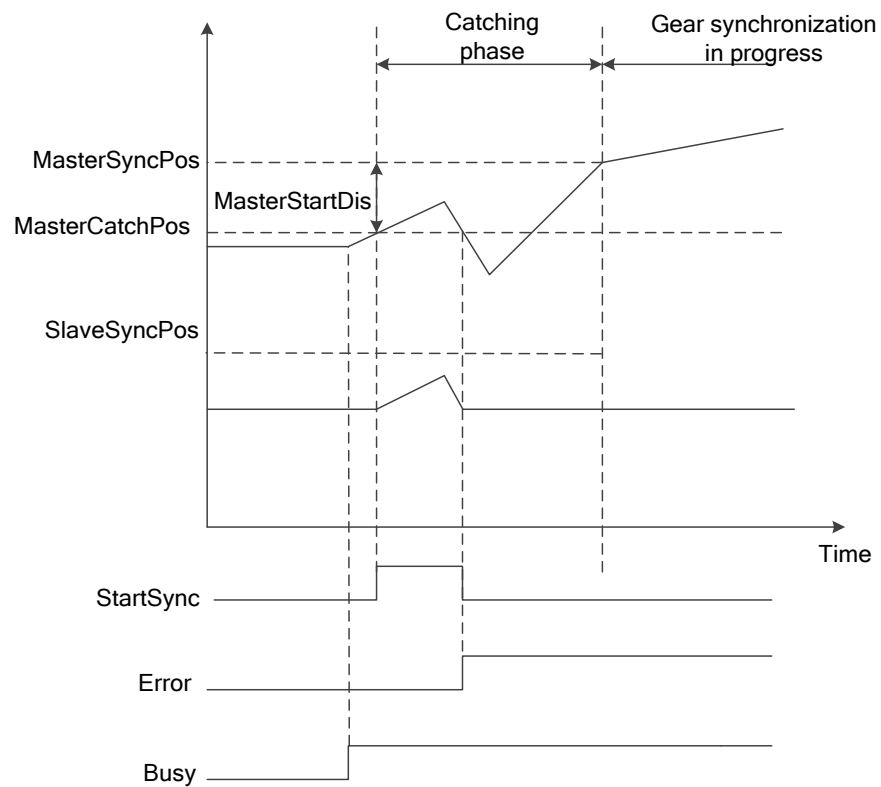 Catching
phase
Gear synchronization
in progress
MasterSyncPos
MasterStartDis
MasterCatchPos
SlaveSyncPos
Time
StartSync
Error
Busy